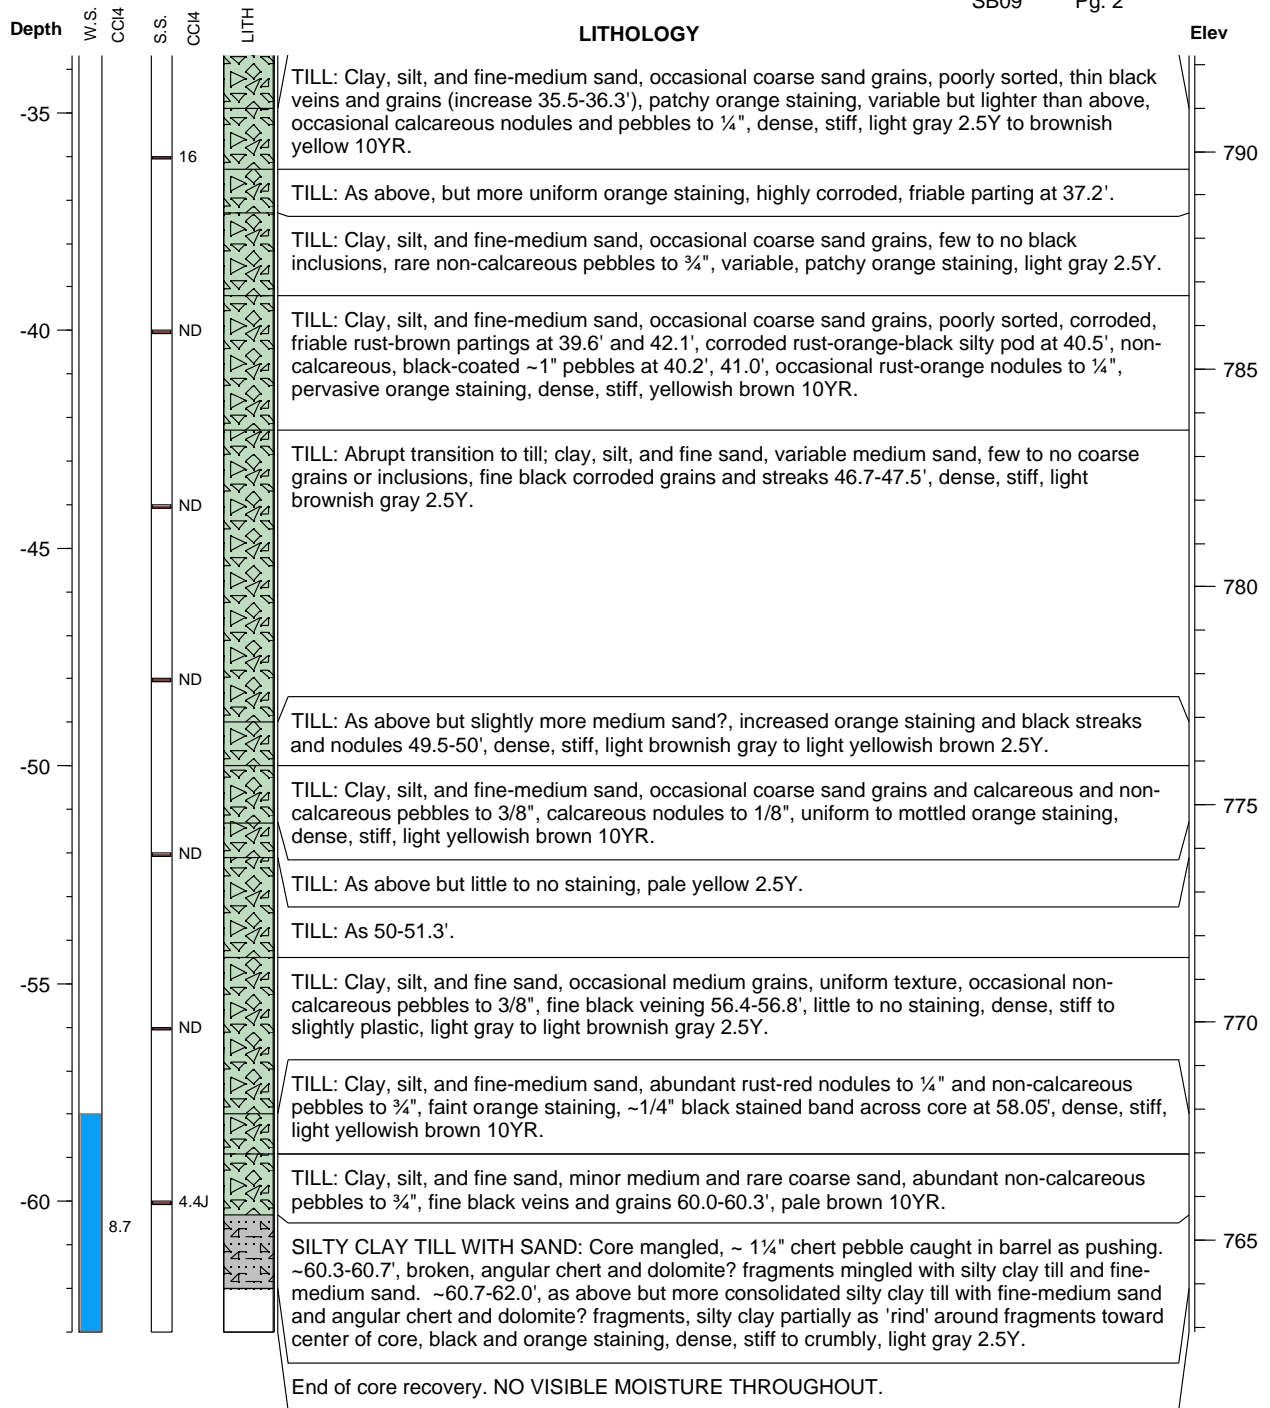 SB09 Pg. 2
Depth W.S. CCl4 S.S. CCl4 LITH LITHOLOGY Elev
TILL: Clay, silt, and fine-medium sand, occasional coarse sand grains, poorly sorted, thin black
veins and grains (increase 35.5-36.3'), patchy orange staining, variable but lighter than above,
-35
occasional calcareous nodules and pebbles to ¼", dense, stiff, light gray 2.5Y to brownish
yellow 10YR.
790
16
TILL: As above, but more uniform orange staining, highly corroded, friable parting at 37.2'.
TILL: Clay, silt, and fine-medium sand, occasional coarse sand grains, few to no black
inclusions, rare non-calcareous pebbles to ¾", variable, patchy orange staining, light gray 2.5Y.
TILL: Clay, silt, and fine-medium sand, occasional coarse sand grains, poorly sorted, corroded,
-40
ND
friable rust-brown partings at 39.6' and 42.1', corroded rust-orange-black silty pod at 40.5', non-
calcareous, black-coated ~1" pebbles at 40.2', 41.0', occasional rust-orange nodules to ¼",
785
pervasive orange staining, dense, stiff, yellowish brown 10YR.
TILL: Abrupt transition to till; clay, silt, and fine sand, variable medium sand, few to no coarse
grains or inclusions, fine black corroded grains and streaks 46.7-47.5', dense, stiff, light
brownish gray 2.5Y.
ND
-45
780
ND
TILL: As above but slightly more medium sand?, increased orange staining and black streaks
and nodules 49.5-50', dense, stiff, light brownish gray to light yellowish brown 2.5Y.
-50
TILL: Clay, silt, and fine-medium sand, occasional coarse sand grains and calcareous and non-
775
calcareous pebbles to 3/8", calcareous nodules to 1/8", uniform to mottled orange staining,
dense, stiff, light yellowish brown 10YR.
ND
TILL: As above but little to no staining, pale yellow 2.5Y.
TILL: As 50-51.3'.
-55
TILL: Clay, silt, and fine sand, occasional medium grains, uniform texture, occasional non-
calcareous pebbles to 3/8", fine black veining 56.4-56.8', little to no staining, dense, stiff to
770
ND
slightly plastic, light gray to light brownish gray 2.5Y.
TILL: Clay, silt, and fine-medium sand, abundant rust-red nodules to ¼" and non-calcareous
pebbles to ¾", faint orange staining, ~1/4" black stained band across core at 58.05', dense, stiff,
light yellowish brown 10YR.
TILL: Clay, silt, and fine sand, minor medium and rare coarse sand, abundant non-calcareous
-60
4.4J
pebbles to ¾", fine black veins and grains 60.0-60.3', pale brown 10YR.
8.7
765
SILTY CLAY TILL WITH SAND: Core mangled, ~ 1¼" chert pebble caught in barrel as pushing.
~60.3-60.7', broken, angular chert and dolomite? fragments mingled with silty clay till and fine-
medium sand. ~60.7-62.0', as above but more consolidated silty clay till with fine-medium sand
and angular chert and dolomite? fragments, silty clay partially as 'rind' around fragments toward
center of core, black and orange staining, dense, stiff to crumbly, light gray 2.5Y.
End of core recovery. NO VISIBLE MOISTURE THROUGHOUT.